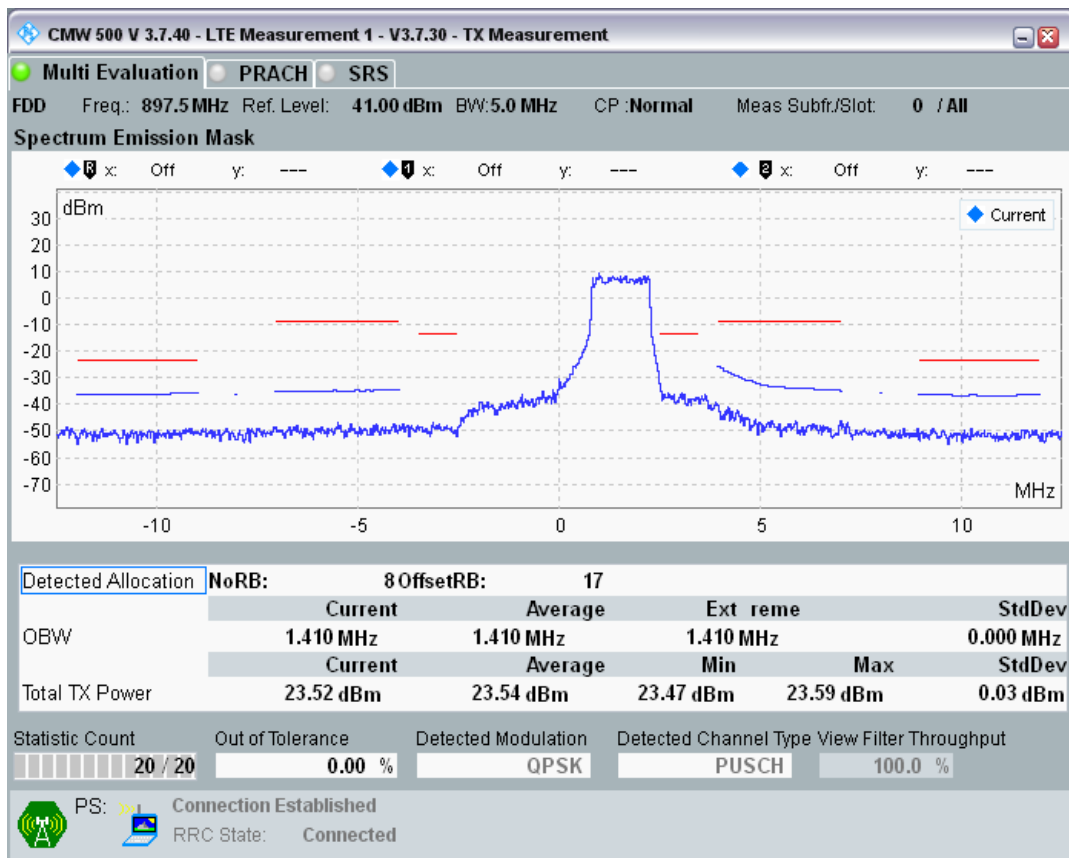 CMW 500 V 3.7.40 - LTE Measurement 1 - V3.7.30 - TX Measurement
Multi Evaluation PRACH SRS
FDD Freq.: 897.5 MHz Ref. Level: 41.00 dBm BW:5.0 MHz CP :Normal Meas Subfr./Slot: 0 / All
Spectrum Emission Mask
R x: Off y: --- 1 x: Off y: --- 2 x: Off y: ---
dBm
Current
30
20
10
0
-10
-20
-30
-40
-50
-60
-70
MHz
-10 -5 0 5 10
Detected Allocation NoRB: 8 OffsetRB: 17
Current Average Ext reme StdDev
OBW 1.410 MHz 1.410 MHz 1.410 MHz 0.000 MHz
Current Average Min Max StdDev
Total TX Power 23.52 dBm 23.54 dBm 23.47 dBm 23.59 dBm 0.03 dBm
Statistic Count Out of Tolerance Detected Modulation Detected Channel Type View Filter Throughput
20 / 20 0.00 % QPSK PUSCH 100.0 %
PS: Connection Established
RRC State: Connected